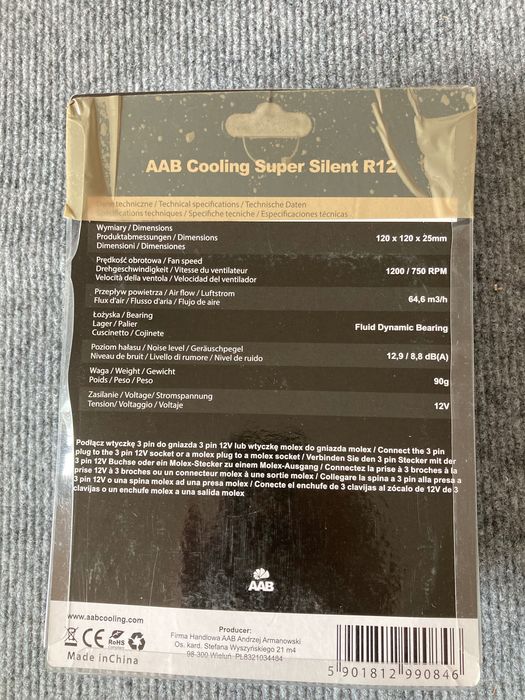 AAB Cooling Super Silent R12
Dane techniczne / Technical specifications / Technische Daten
Spécifications techniques / Specifiche tecniche / Especificaciones técnicas
Wymiary / Dimensions
Produktabmessungen / Dimensions
Dimensioni / Dimensiones
120 x 120 x 25mm
Prędkość obrotowa / Fan speed
Drehgeschwindigkeit / Vitesse du ventilateur
Velocità della ventola / Velocidad del ventilador
1200 / 750 RPM
Przepływ powietrza / Air flow / Luftstrom
Flux d'air / Flusso d'aria / Flujo de aire
64,6 m3/h
Łożyska / Bearing
Lager / Palier
Cuscinetto / Cojinete
Fluid Dynamic Bearing
Poziom hałasu / Noise level / Geräuschpegel
Niveau de bruit / Livello di rumore / Nivel de ruido
12,9 / 8,8 dB(A)
Waga / Weight / Gewicht
Poids / Peso / Peso
90g
Zasilanie / Voltage/ Stromspannung
Tension/ Voltaggio / Voltaje
12V
Podłącz wtyczkę 3 pin do gniazda 3 pin 12V lub wtyczkę molex do gniazda molex / Connect the 3 pin
plug to the 3 pin 12V socket or a molex plug to a molex socket / Verbinden Sie den 3 pin Stecker mit der
3 pin 12V Buchse oder ein Molex-Stecker zu einem Molex-Ausgang / Connectez la prise à 3 broches à la
prise 12V à 3 broches ou un connecteur molex à une sortie molex / Collegare la spina a 3 pin alla presa a
3 pin 12V o una spina molex ad una presa molex / Conecte el enchufe de 3 clavijas al zócalo de 12V de 3
clavijas o un enchufe molex a una salida molex
AAB
www.aabcooling.com
CE
RoHS
Made in China
Producer:
Firma Handlowa AAB Andrzej Armanowski
Os. kard. Stefana Wyszyńskiego 21 m4
98-300 Wieluń, PL8321034484
5 901812 990846